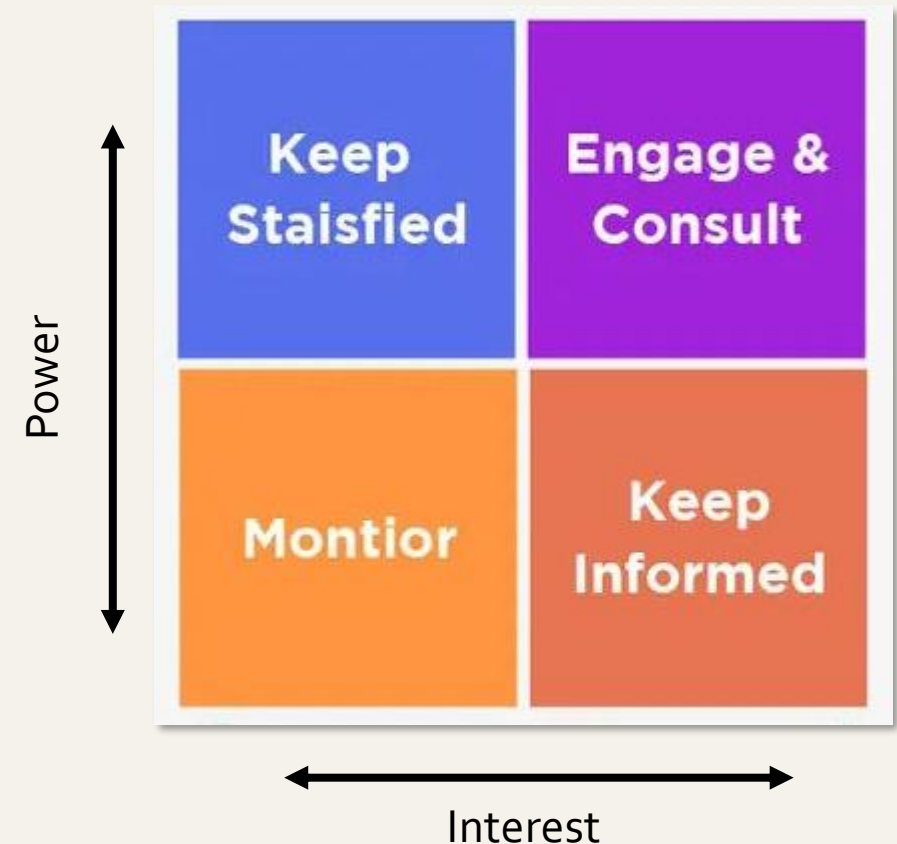 Keep
Staisfied
Engage &
Consult
Power
Montior
Keep
Informed
Interest